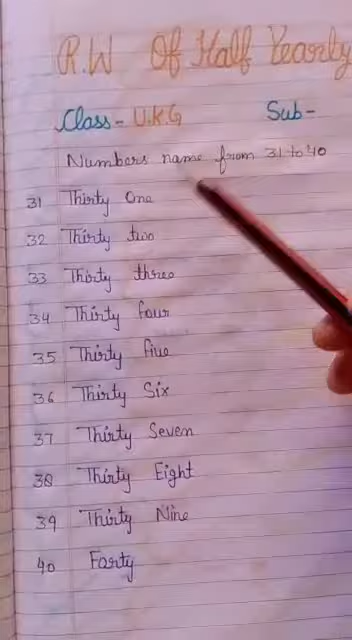 R.W Of Half Yearly
Class- U.K.G Sub-
Numbers name from 31 to 40
31 Thirty One
32 Thirty two
33 Thirty three
34 Thirty four
35 Thirty five
36 Thirty Six
37 Thirty Seven
38 Thirty Eight
39 Thirty Nine
40 Forty